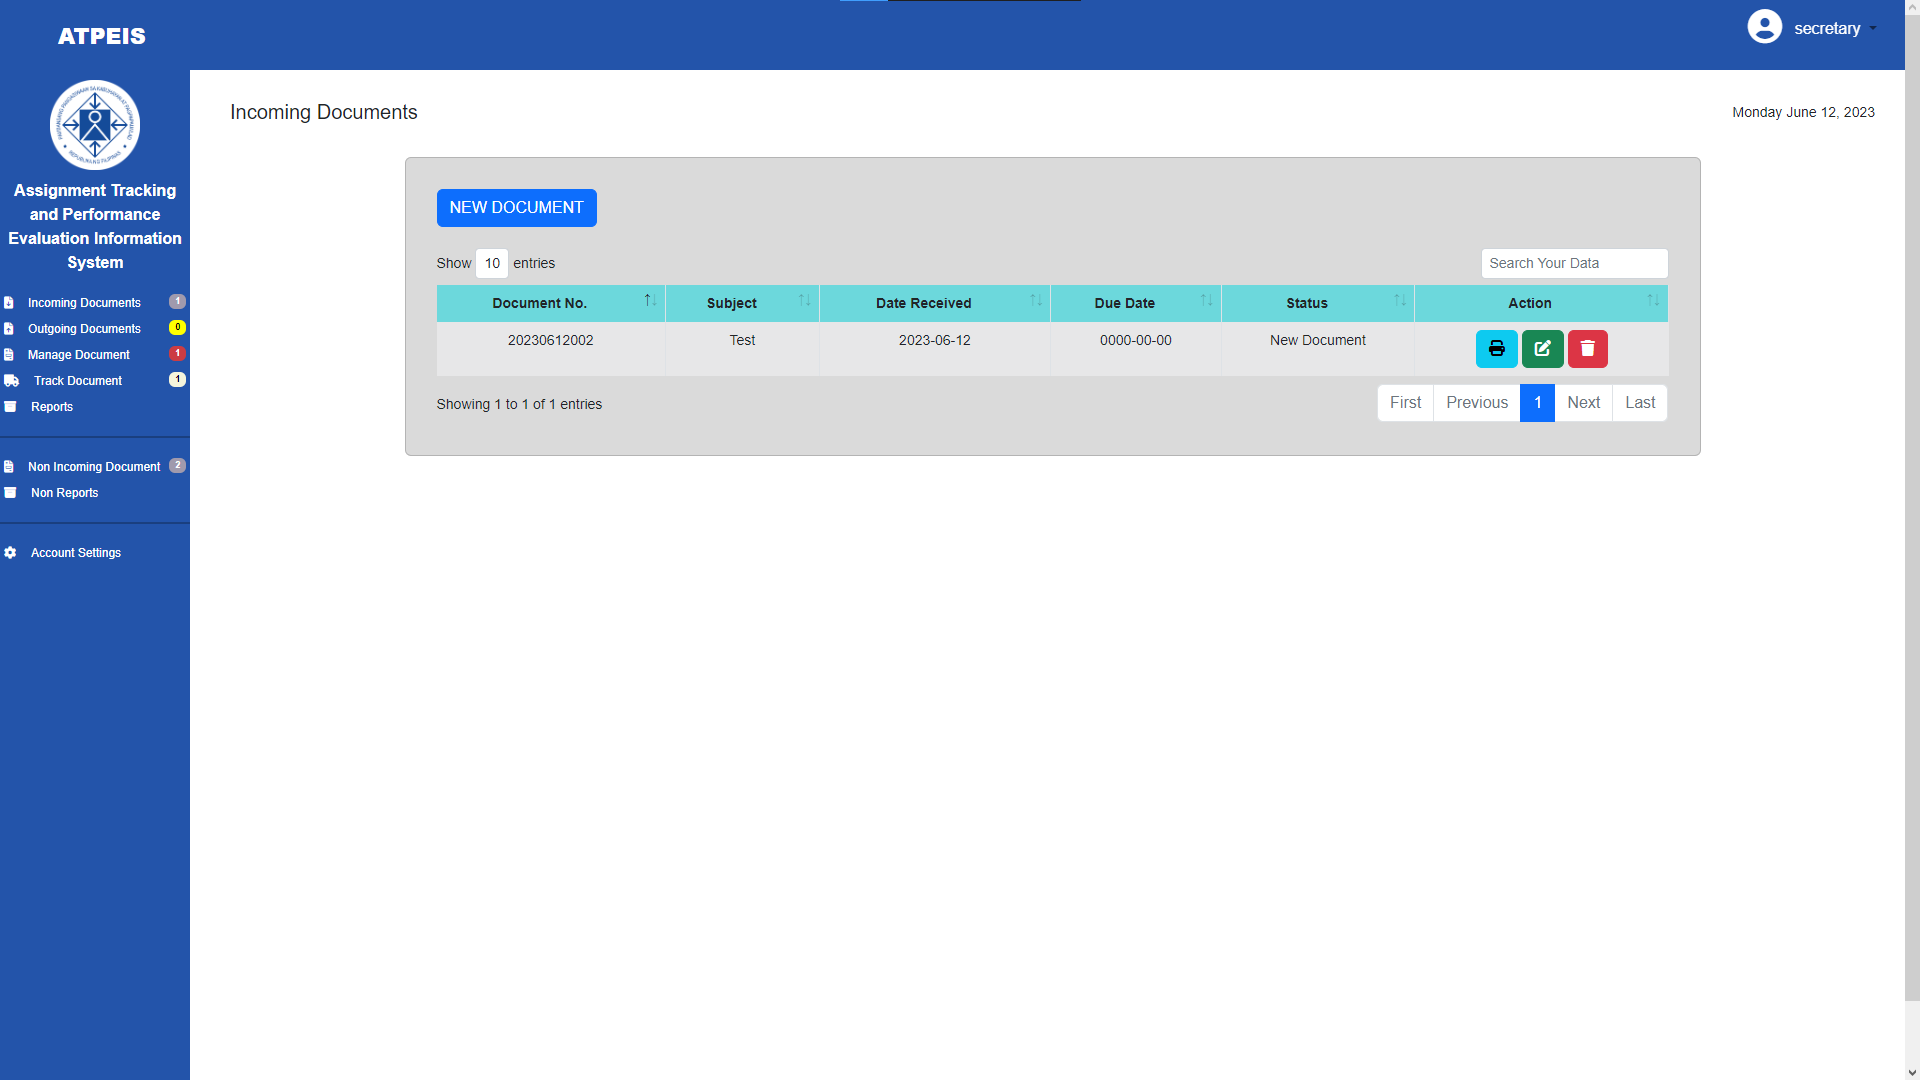 ATPEIS
secretary
Assignment Tracking
and Performance
Evaluation Information
System
Incoming Documents 1
Outgoing Documents 0
Manage Document 1
Track Document 1
Reports
Non Incoming Document 2
Non Reports
Account Settings
Incoming Documents
Monday June 12, 2023
NEW DOCUMENT
Show 10 entries
Search Your Data
Document No. Subject Date Received Due Date Status Action
20230612002 Test 2023-06-12 0000-00-00 New Document
Showing 1 to 1 of 1 entries
First Previous 1 Next Last